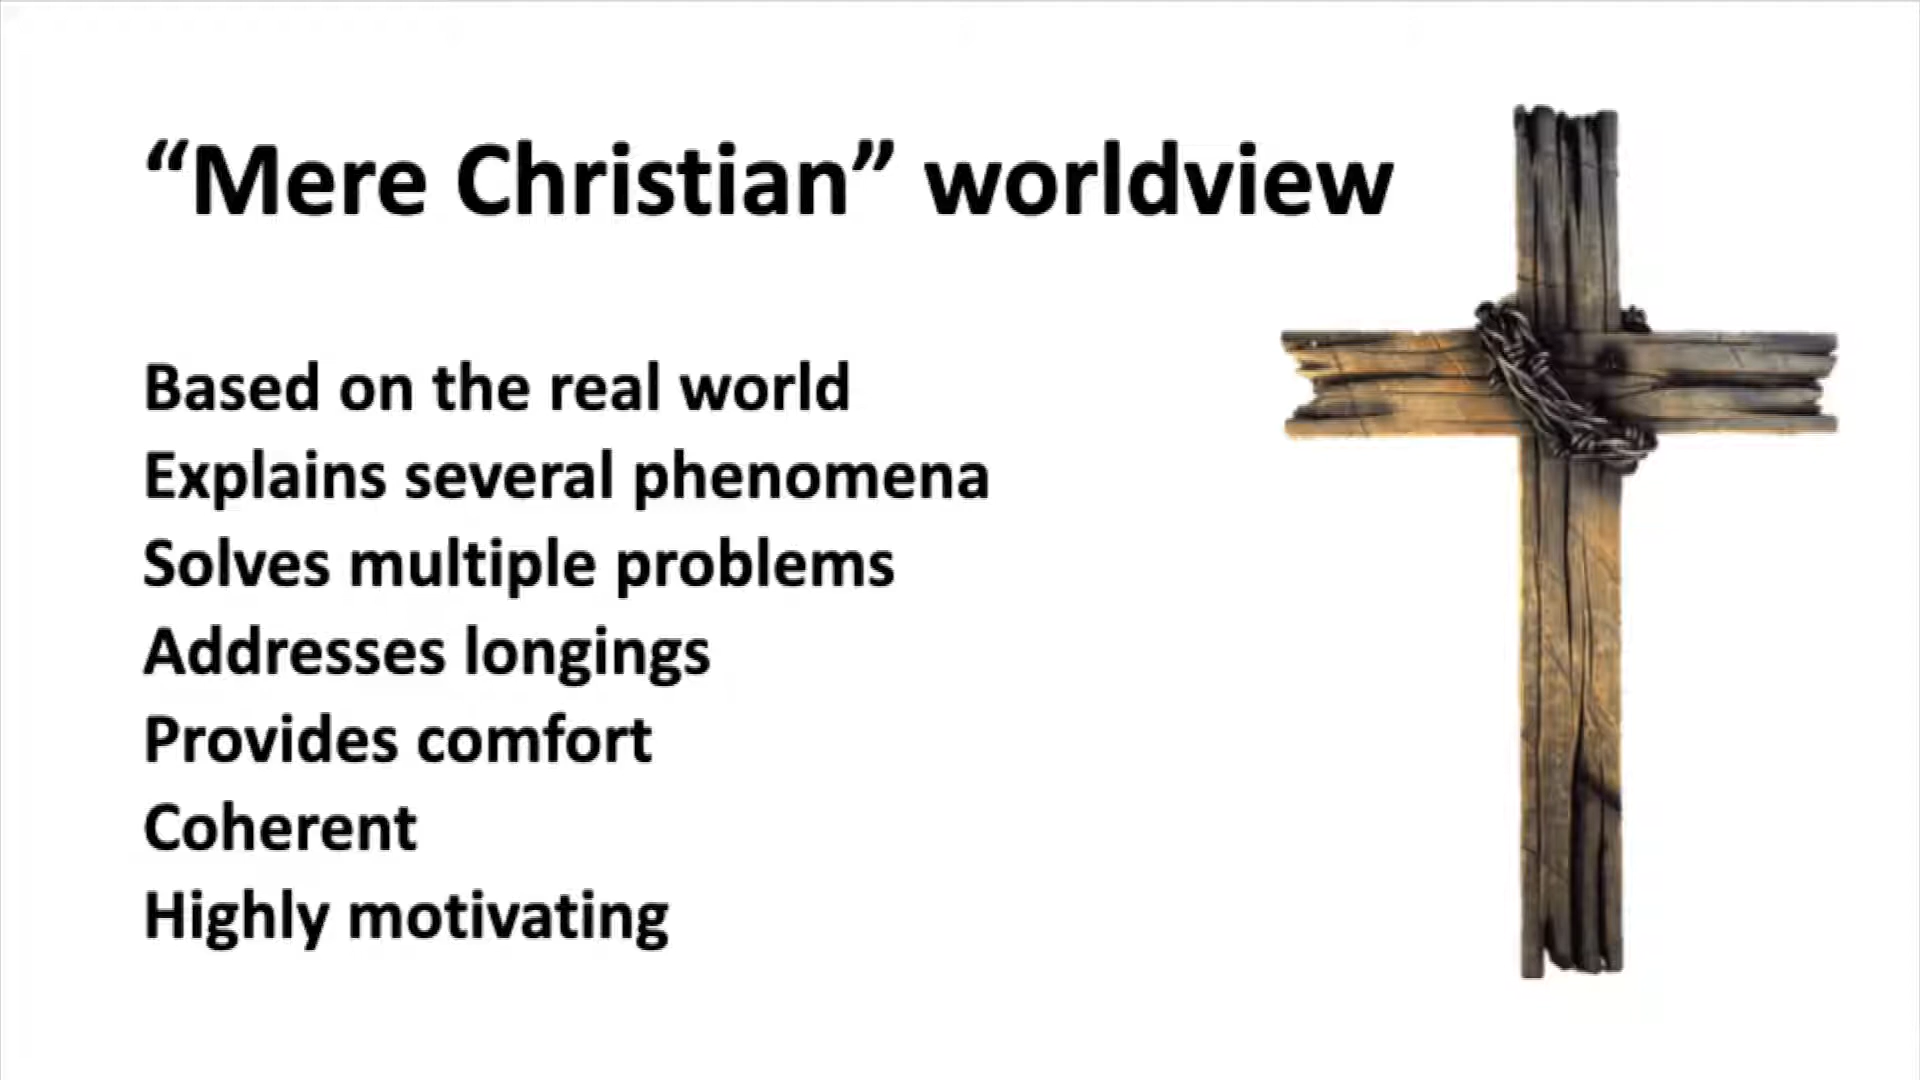 “Mere Christian” worldview
Based on the real world
Explains several phenomena
Solves multiple problems
Addresses longings
Provides comfort
Coherent
Highly motivating